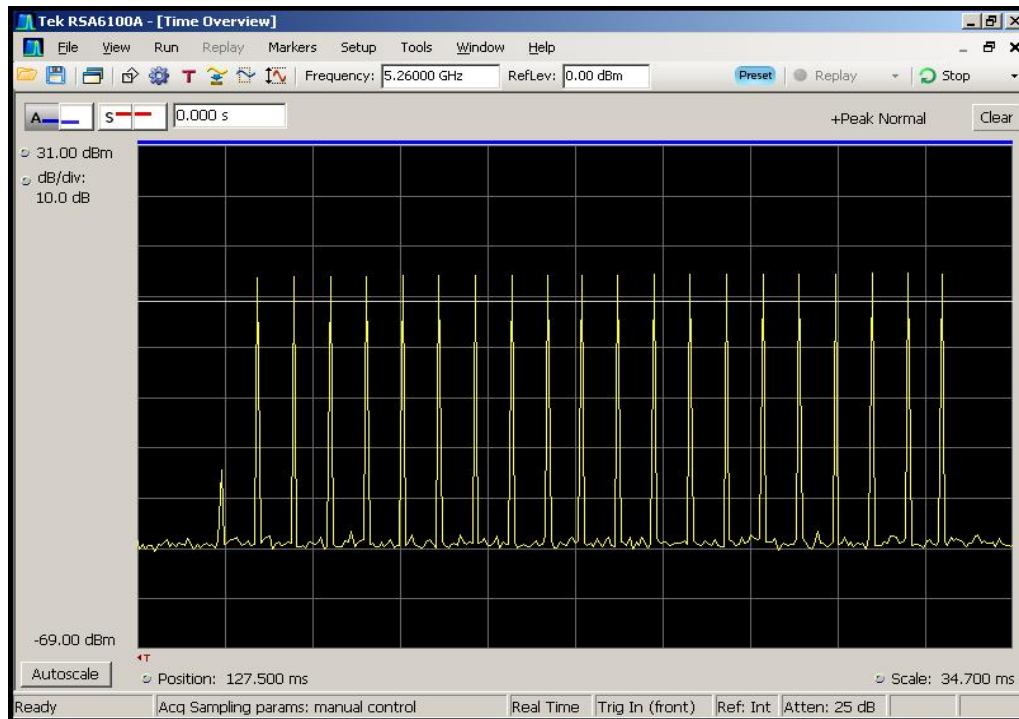 Tek RSA6100A - [Time Overview]
File View Run Replay Markers Setup Tools Window Help
Frequency: 5.26000 GHz RefLev: 0.00 dBm Preset Replay Stop
A S 0.000 s +Peak Normal Clear
31.00 dBm
dB/div:
10.0 dB
-69.00 dBm
T
Autoscale Position: 127.500 ms Scale: 34.700 ms
Ready Acq Sampling params: manual control Real Time Trig In (front) Ref: Int Atten: 25 dB